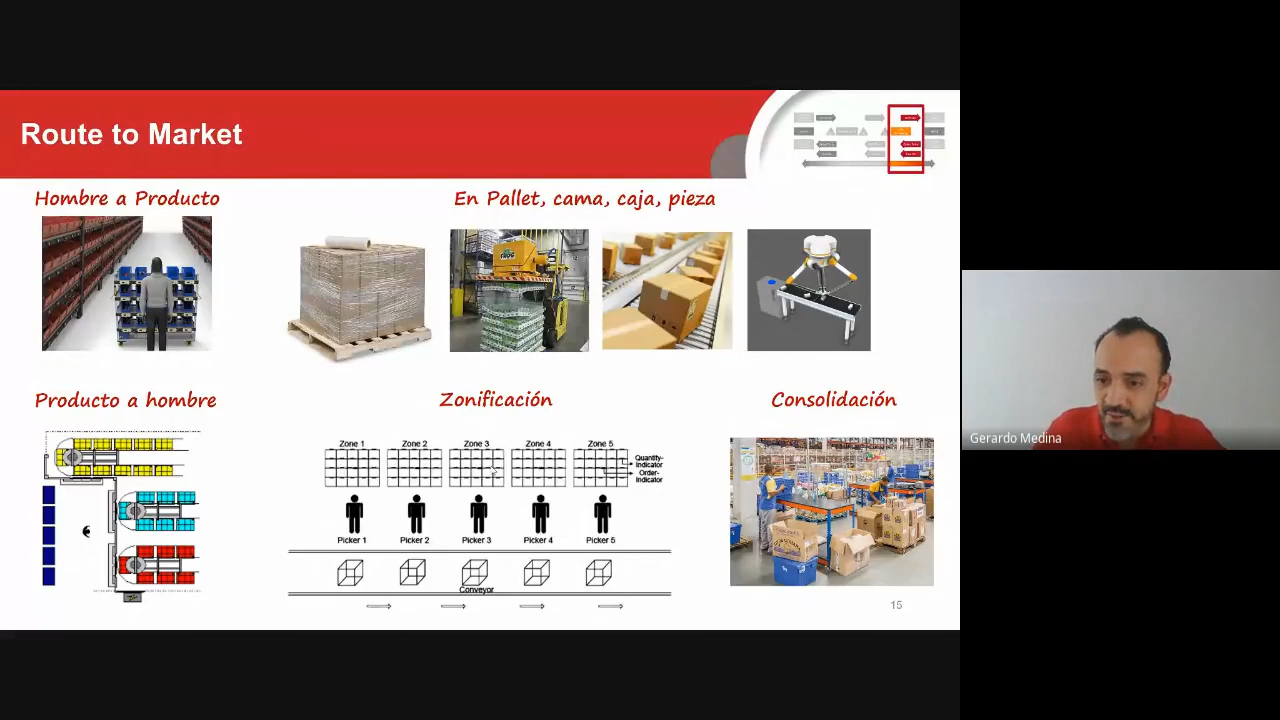 Route to Market
Hombre a Producto
En Pallet, cama, caja, pieza
Producto a hombre
Zonificación
Consolidación
Zone 1 Zone 2 Zone 3 Zone 4 Zone 5
Quantity-
Indicator
Order-
Indicator
Picker 1 Picker 2 Picker 3 Picker 4 Picker 5
Conveyor
15
Gerardo Medina